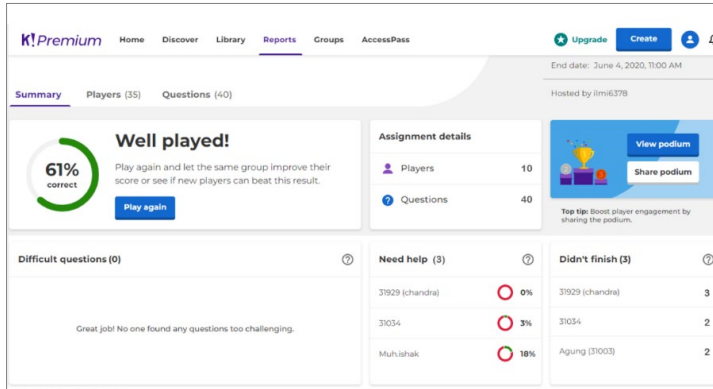 K! Premium Home Discover Library Reports Groups AccessPass Upgrade Create
End date: June 4, 2020, 11:00 AM
Summary Players (35) Questions (40)
Hosted by ilmi6378
61%
correct
Well played!
Play again and let the same group improve their
score or see if new players can beat this result.
Play again
Assignment details
Players 10
Questions 40
View podium
Share podium
Top tip: Boost player engagement by
sharing the podium.
Difficult questions (0)
Great job! No one found any questions too challenging.
Need help (3)
31929 (chandra) 0%
31034 3%
Muh.ishak 18%
Didn't finish (3)
31929 (chandra) 3
31034 2
Agung (31003) 2